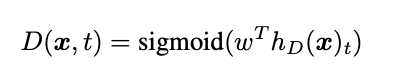 D(x, t) = sigmoid(w^T h_D(x)_t)